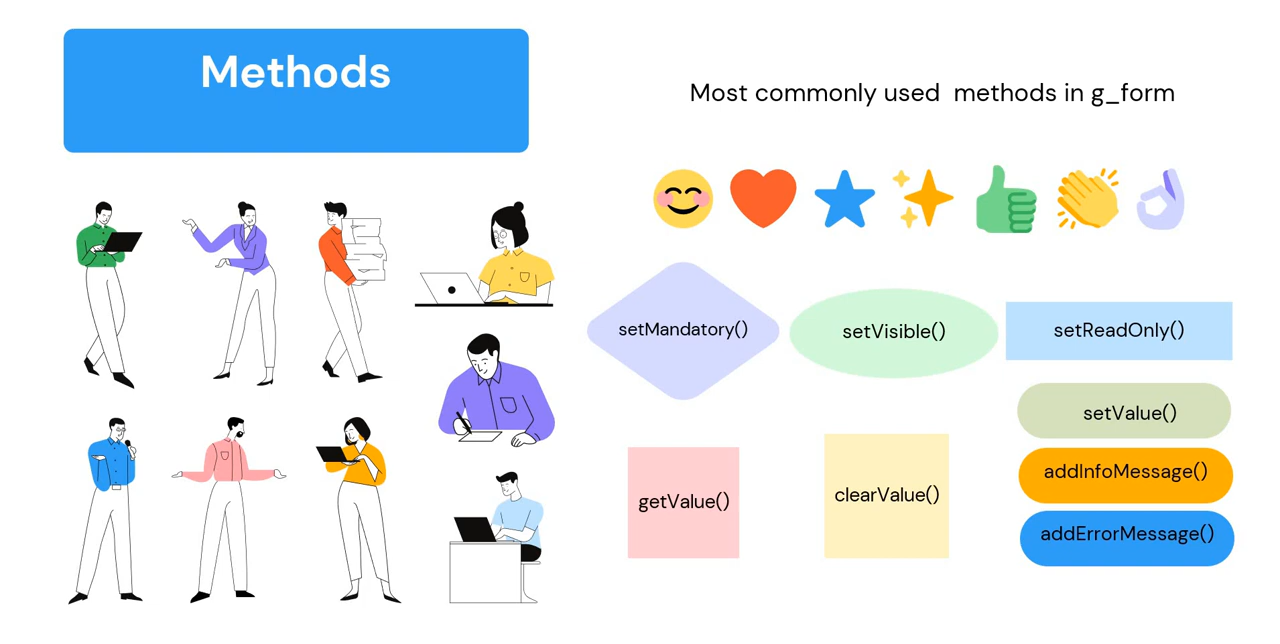 Methods
Most commonly used  methods in g_form
setMandatory()
setVisible()
setReadOnly()
setValue()
getValue()
clearValue()
addInfoMessage()
addErrorMessage()